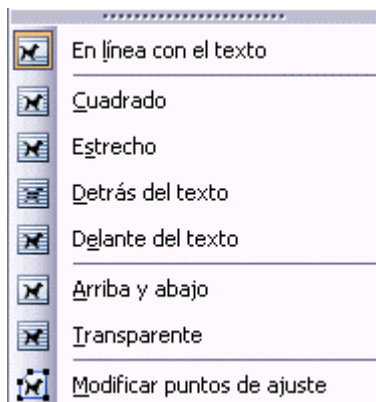 En línea con el texto
Cuadrado
Estrecho
Detrás del texto
Delante del texto
Arriba y abajo
Transparente
Modificar puntos de ajuste